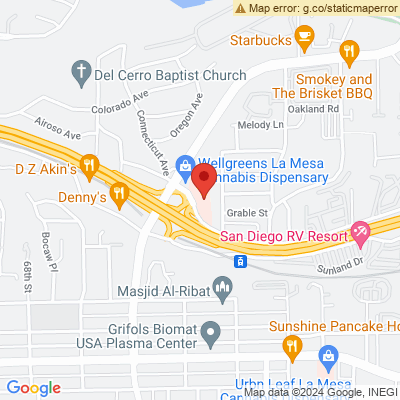 Map error: g.co/staticmaperror
Starbucks
Smokey and
The Brisket BBQ
Del Cerro Baptist Church
Colorado Ave
Oakland Rd
Airoso Ave
Oregon Ave
Melody Ln
Connecticut Ave
Wellgreens La Mesa
Cannabis Dispensary
D Z Akin's
Denny's
Grable St
San Diego RV Resort
Bocaw Pl
68th St
Sunland Dr
Masjid Al-Ribat
Grifols Biomat
USA Plasma Center
Sunshine Pancake Ho
Urbn Leaf La Mesa
Google
Map data ©2024 Google, INEGI